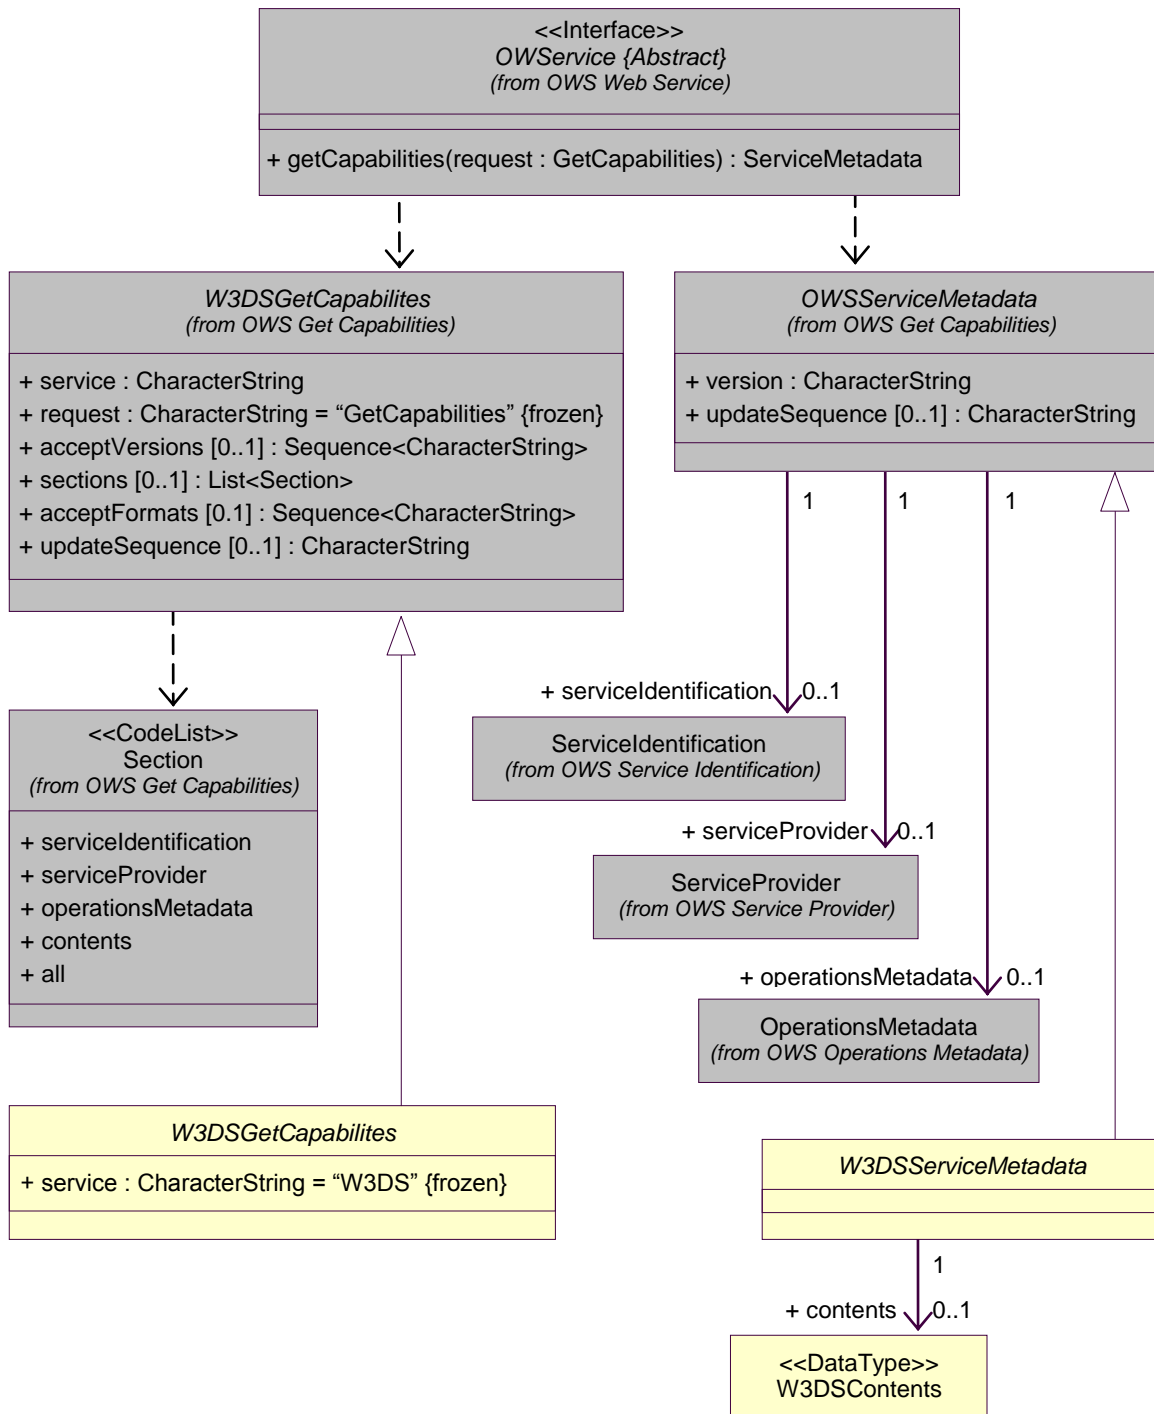 <<Interface>>
OWService {Abstract}
(from OWS Web Service)
+ getCapabilities(request : GetCapabilities) : ServiceMetadata
W3DSGetCapabilites
(from OWS Get Capabilities)
+ service : CharacterString
+ request : CharacterString = “GetCapabilities” {frozen}
+ acceptVersions [0..1] : Sequence<CharacterString>
+ sections [0..1] : List<Section>
+ acceptFormats [0.1] : Sequence<CharacterString>
+ updateSequence [0..1] : CharacterString
OWSServiceMetadata
(from OWS Get Capabilities)
+ version : CharacterString
+ updateSequence [0..1] : CharacterString
1
1
1
+ serviceIdentification
0..1
ServiceIdentification
(from OWS Service Identification)
+ serviceProvider
0..1
ServiceProvider
(from OWS Service Provider)
+ operationsMetadata
0..1
OperationsMetadata
(from OWS Operations Metadata)
<<CodeList>>
Section
(from OWS Get Capabilities)
+ serviceIdentification
+ serviceProvider
+ operationsMetadata
+ contents
+ all
W3DSGetCapabilites
+ service : CharacterString = “W3DS” {frozen}
W3DSServiceMetadata
1
+ contents
0..1
<<DataType>>
W3DSContents